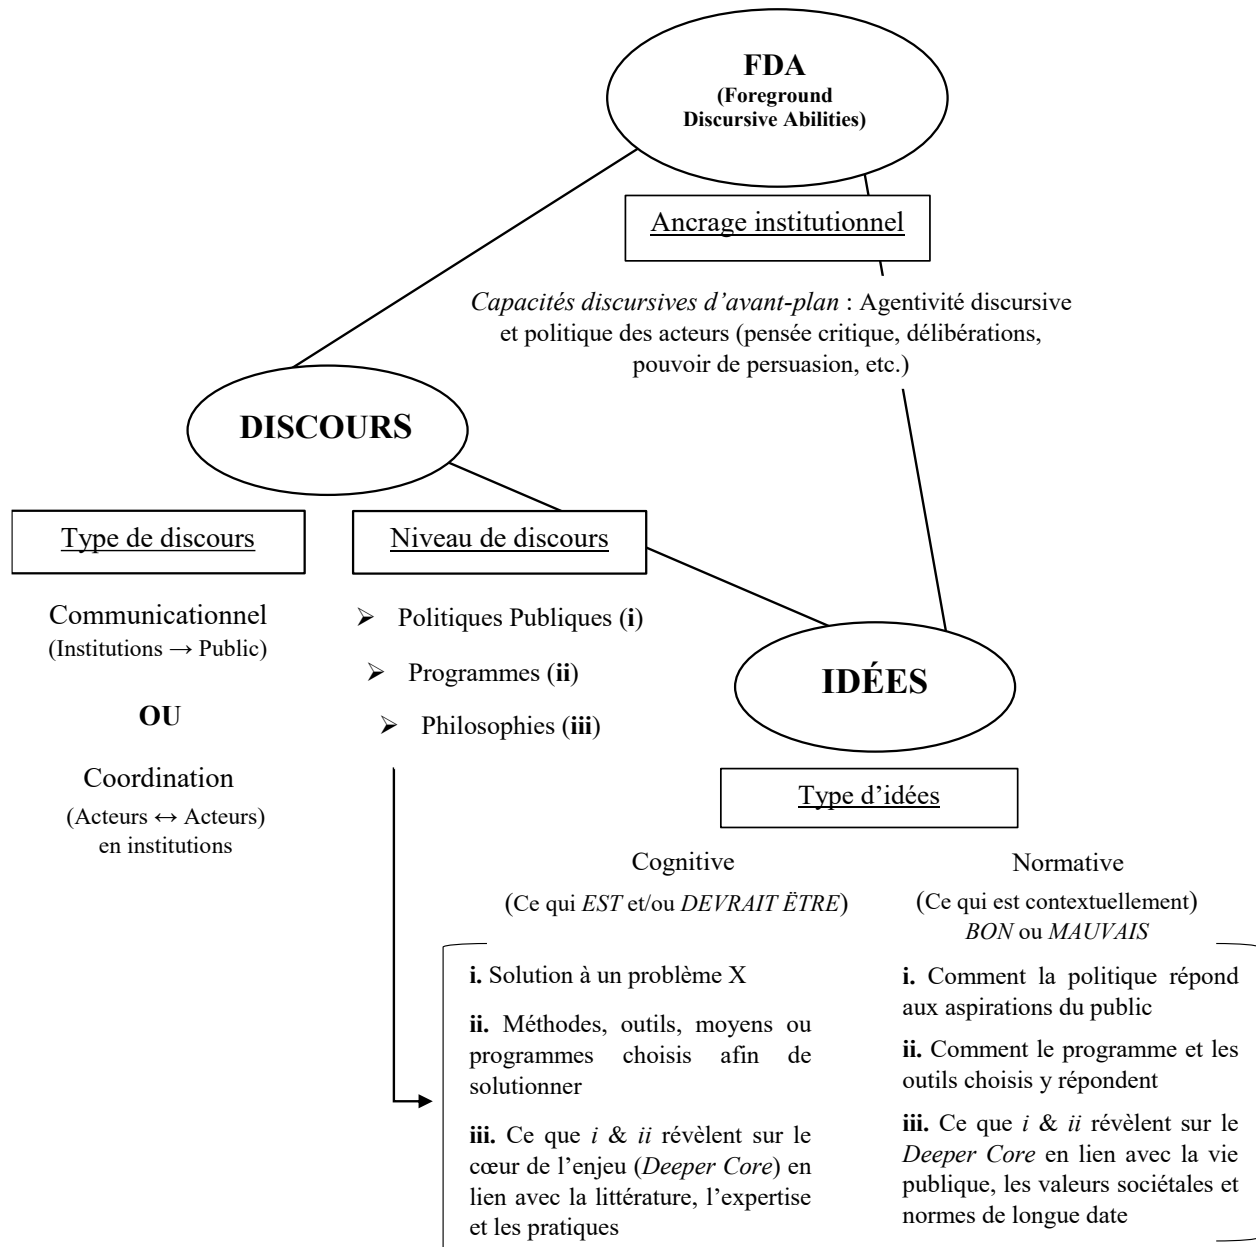 FDA
(Foreground
Discursive Abilities)
Ancrage institutionnel
Capacités discursives d’avant-plan : Agentivité discursive
et politique des acteurs (pensée critique, délibérations,
pouvoir de persuasion, etc.)
DISCOURS
Type de discours
Communicationnel
(Institutions → Public)
OU
Coordination
(Acteurs ↔ Acteurs)
en institutions
Niveau de discours
➢ Politiques Publiques (i)
➢ Programmes (ii)
➢ Philosophies (iii)
IDÉES
Type d’idées
Cognitive
(Ce qui EST et/ou DEVRAIT ËTRE)
i. Solution à un problème X
ii. Méthodes, outils, moyens ou
programmes choisis afin de
solutionner
iii. Ce que i & ii révèlent sur le
cœur de l’enjeu (Deeper Core) en
lien avec la littérature, l’expertise
et les pratiques
Normative
(Ce qui est contextuellement)
BON ou MAUVAIS
i. Comment la politique répond
aux aspirations du public
ii. Comment le programme et les
outils choisis y répondent
iii. Ce que i & ii révèlent sur le
Deeper Core en lien avec la vie
publique, les valeurs sociétales et
normes de longue date